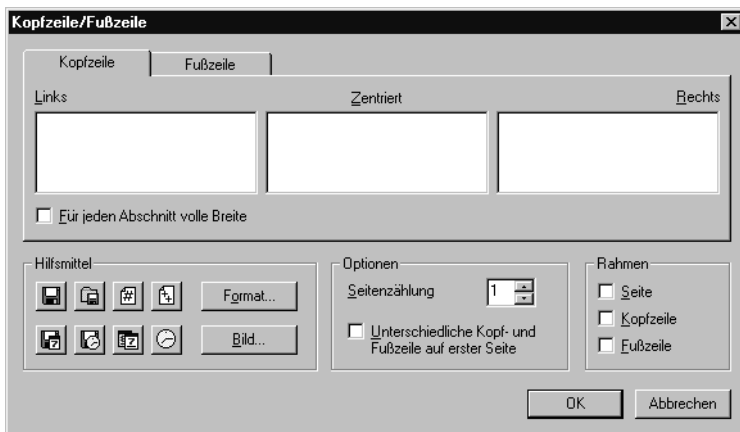 Kopfzeile/Fußzeile
Kopfzeile Fußzeile
Links Zentriert Rechts
Für jeden Abschnitt volle Breite
Hilfsmittel Optionen Rahmen
Format... Seitenzählung 1 Seite
Bild... Unterschiedliche Kopf- und Kopfzeile
Fußzeile auf erster Seite Fußzeile
OK Abbrechen